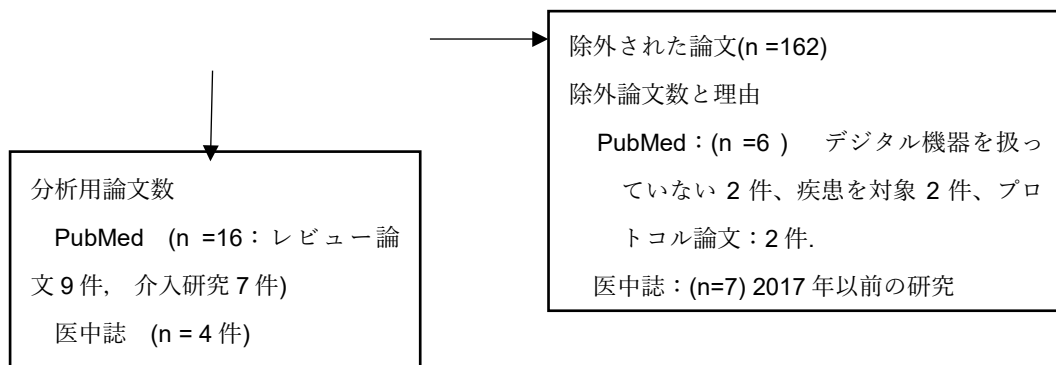 除外された論文(n =162)
除外論文数と理由
PubMed：(n =6 )　デジタル機器を扱っ
ていない 2 件、疾患を対象 2 件、プロ
トコル論文：2 件.
医中誌：(n=7) 2017 年以前の研究
分析用論文数
PubMed　(n =16：レビュー論
文 9 件,　介入研究 7 件)
医中誌　(n = 4 件)